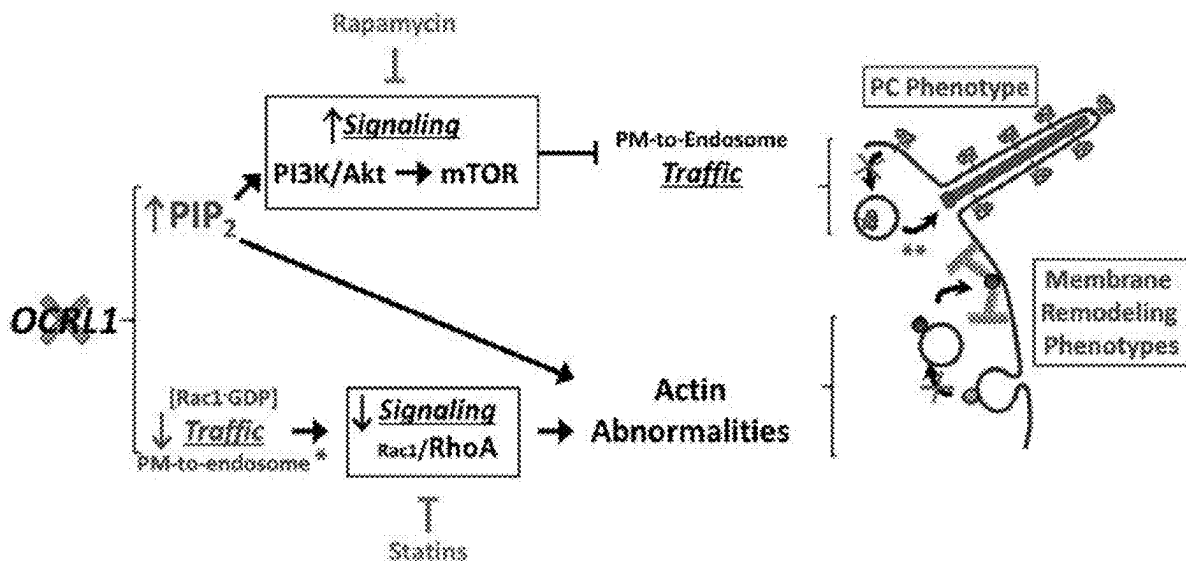 Rapamycin
PC Phenotype
↑Signaling
PI3K/Akt → mTOR
PM-to-Endosome
Traffic
↑PIP2
OCRL1
Membrane
Remodeling
Phenotypes
**
[Rac1 GDP]
↓ Traffic
PM-to-endosome *
↓ Signaling
Rac1/RhoA
Actin
Abnormalities
Statins